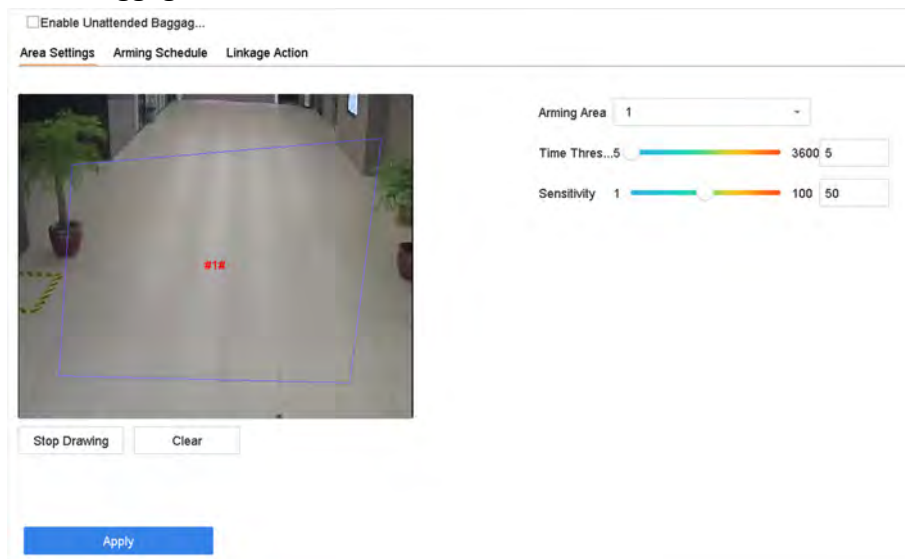 Enable Unattended Baggag...
Area Settings Arming Schedule Linkage Action
Arming Area 1
Time Thres...5 3600 5
Sensitivity 1 100 50
#1#
Stop Drawing Clear
Apply